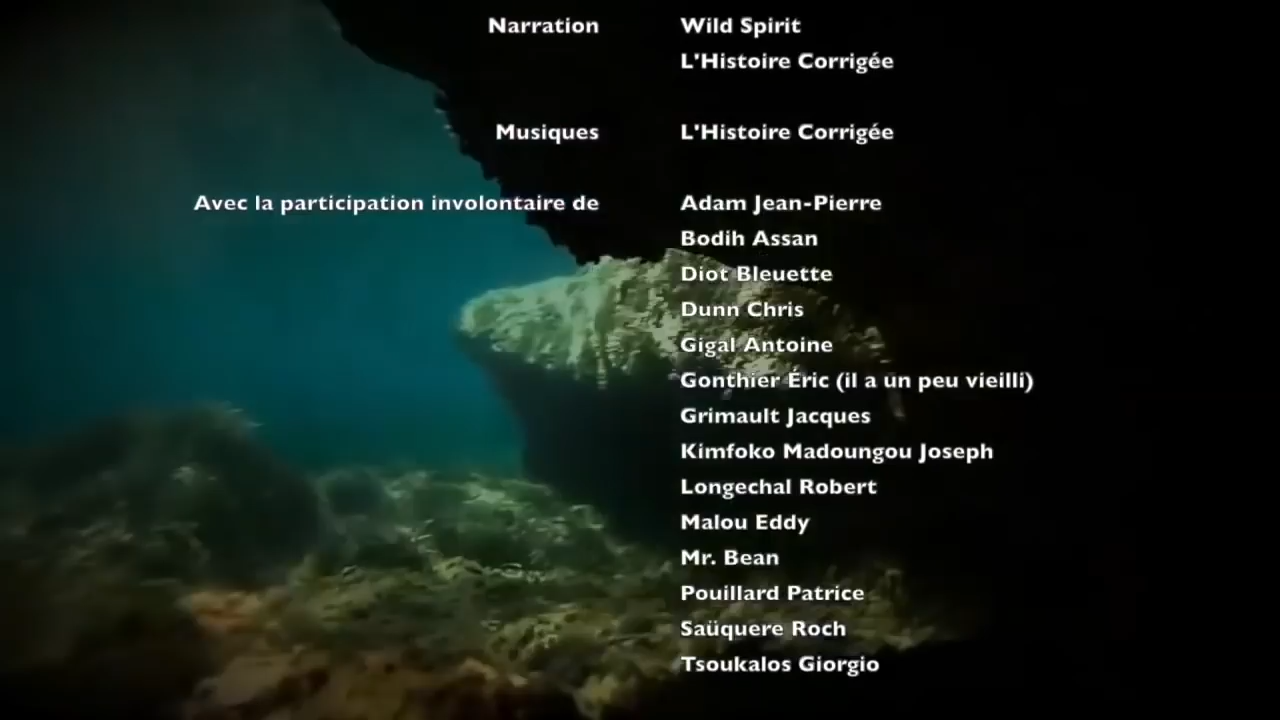 Narration Wild Spirit
L'Histoire Corrigée
Musiques L'Histoire Corrigée
Avec la participation involontaire de Adam Jean-Pierre
Bodih Assan
Diot Bleuette
Dunn Chris
Gigal Antoine
Gonthier Éric (il a un peu vieilli)
Grimault Jacques
Kimfoko Madoungou Joseph
Longechal Robert
Malou Eddy
Mr. Bean
Pouillard Patrice
Saüquere Roch
Tsoukalos Giorgio